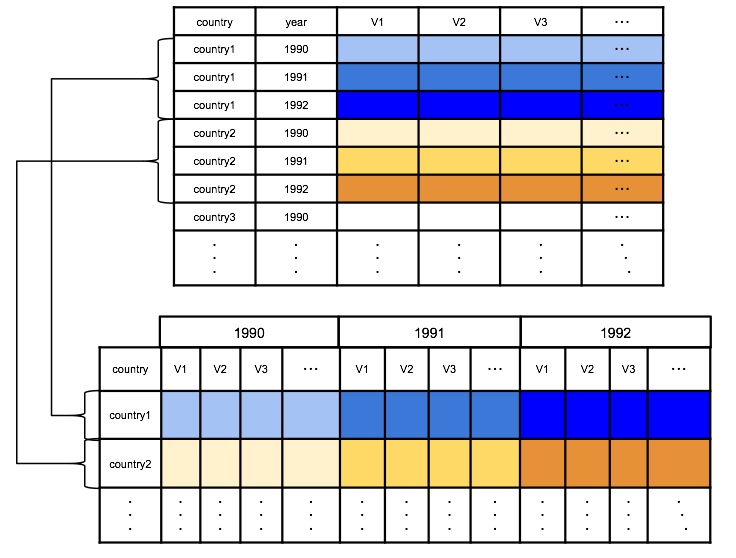 country year V1 V2 V3 ⋯
country1 1990 ⋯
country1 1991 ⋯
country1 1992 ⋯
country2 1990 ⋯
country2 1991 ⋯
country2 1992 ⋯
country3 1990 ⋯
1990 1991 1992
country V1 V2 V3 ⋯ V1 V2 V3 ⋯ V1 V2 V3 ⋯
country1
country2